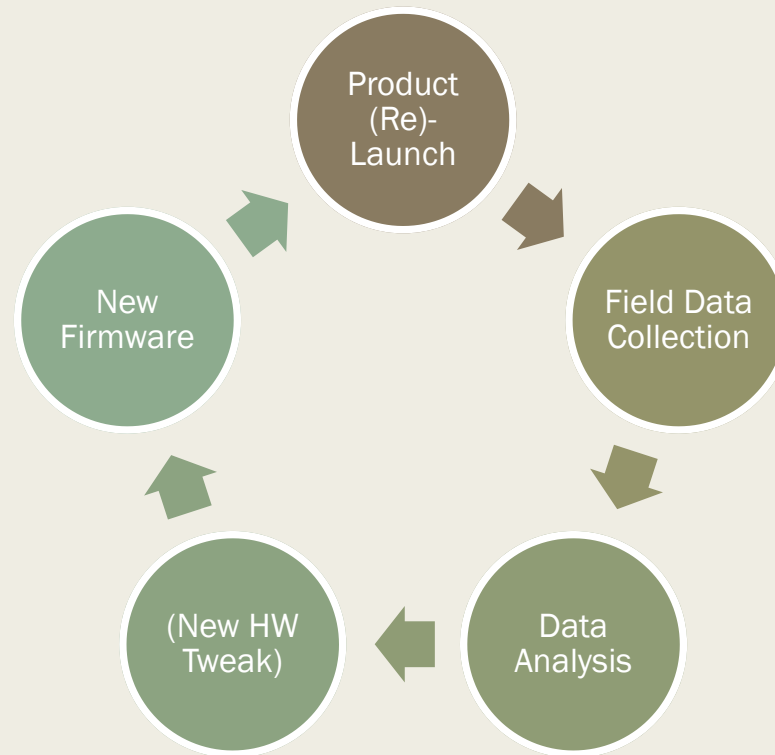 Product
(Re)-
Launch
Field Data
Collection
Data
Analysis
(New HW
Tweak)
New
Firmware